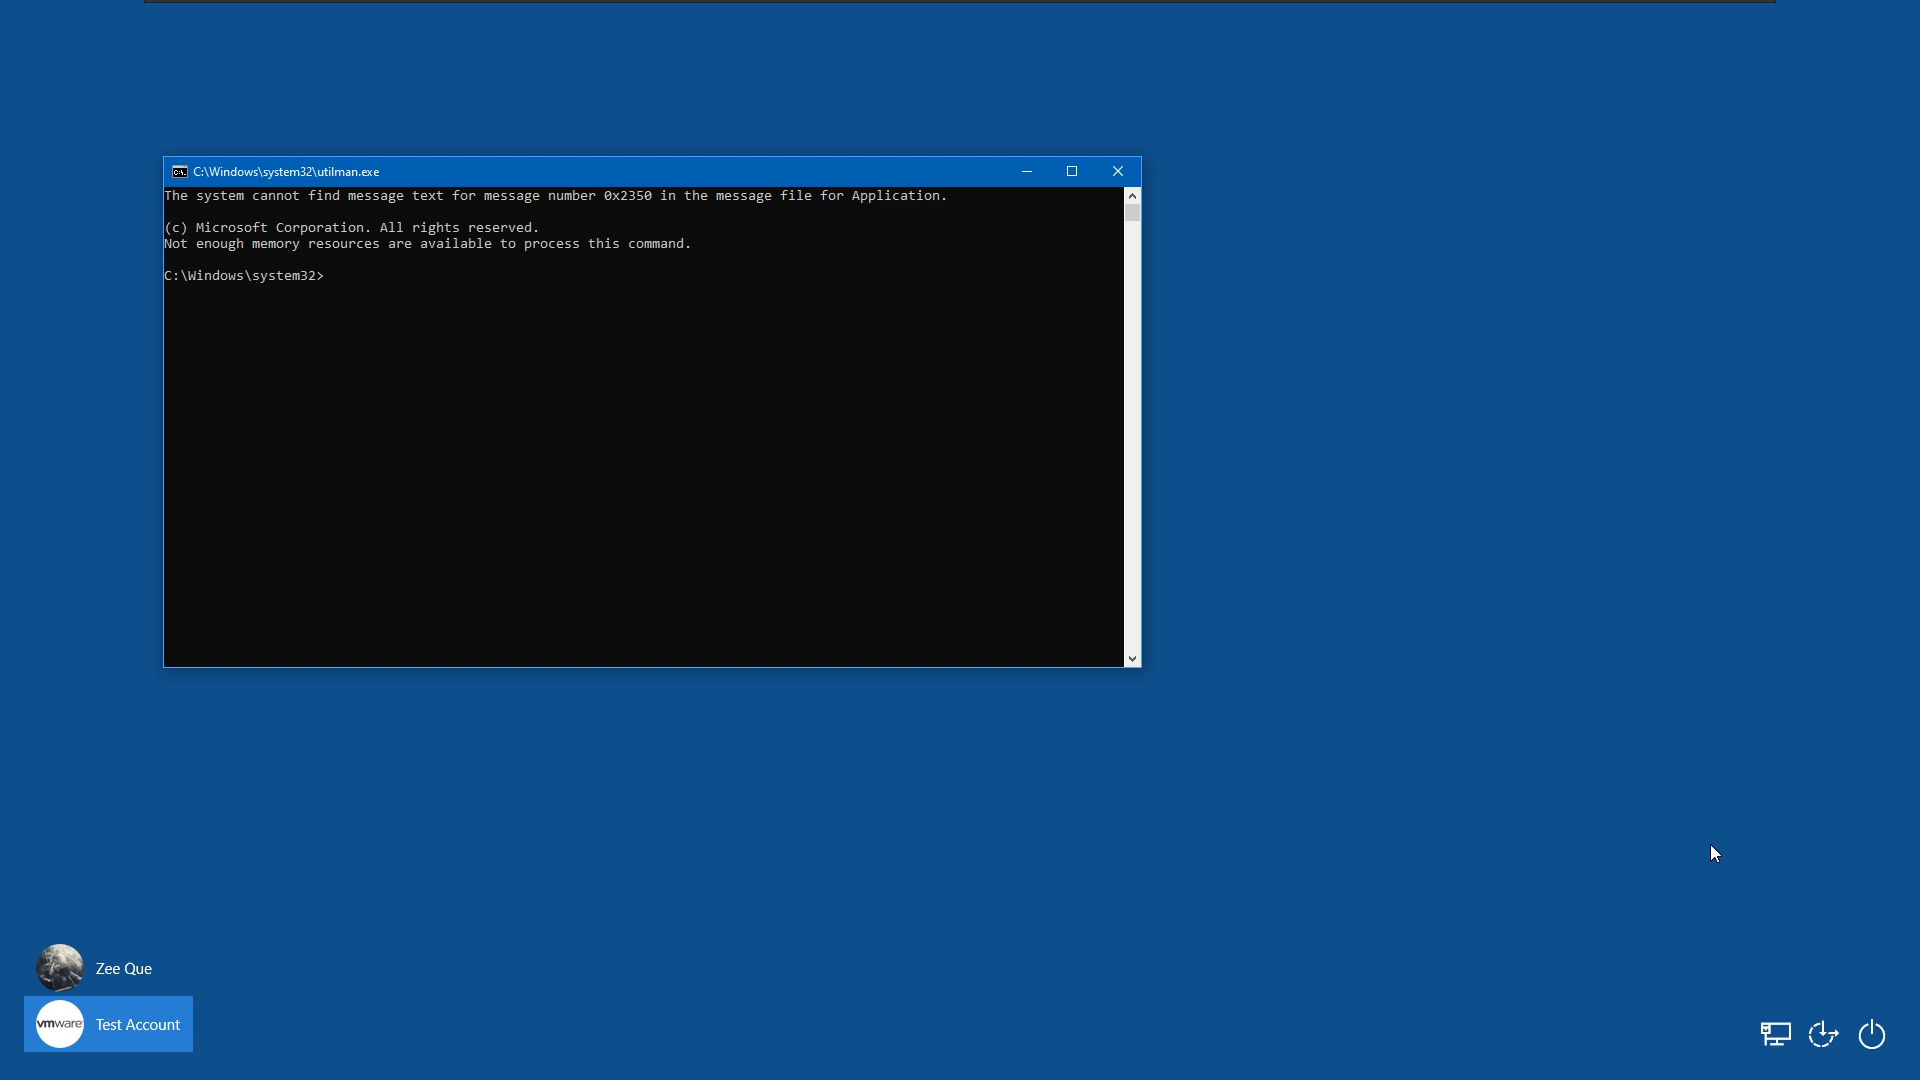 C:\Windows\system32\utilman.exe
The system cannot find message text for message number 0x2350 in the message file for Application.
(c) Microsoft Corporation. All rights reserved.
Not enough memory resources are available to process this command.
C:\Windows\system32>
Zee Que
vmware
Test Account